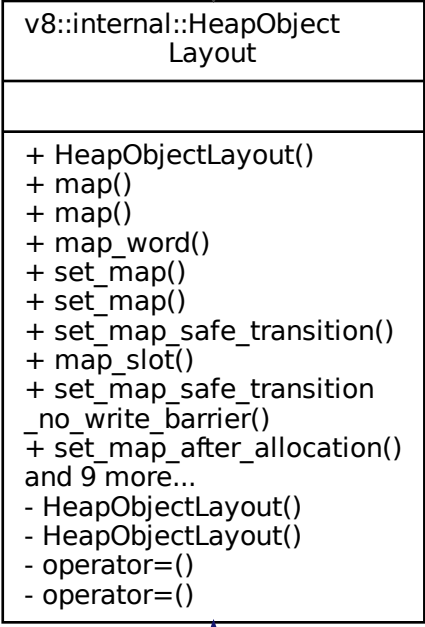 v8::internal::HeapObject
Layout
+ HeapObjectLayout()
+ map()
+ map()
+ map_word()
+ set_map()
+ set_map()
+ set_map_safe_transition()
+ map_slot()
+ set_map_safe_transition
_no_write_barrier()
+ set_map_after_allocation()
and 9 more...
- HeapObjectLayout()
- HeapObjectLayout()
- operator=()
- operator=()